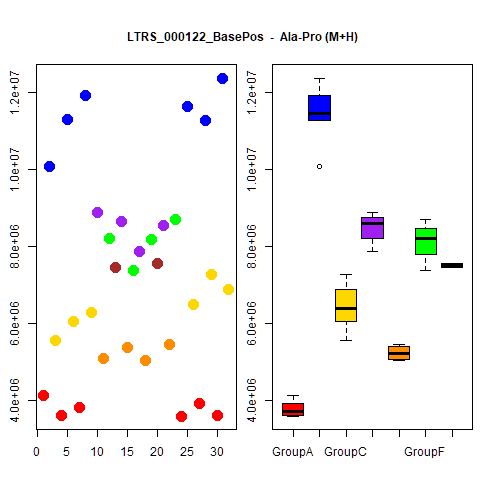 LTRS_000122_BasePos - Ala-Pro (M+H)
1.2e+07
1.0e+07
8.0e+06
6.0e+06
4.0e+06
0 5 10 15 20 25 30
1.2e+07
1.0e+07
8.0e+06
6.0e+06
4.0e+06
GroupA GroupC GroupF